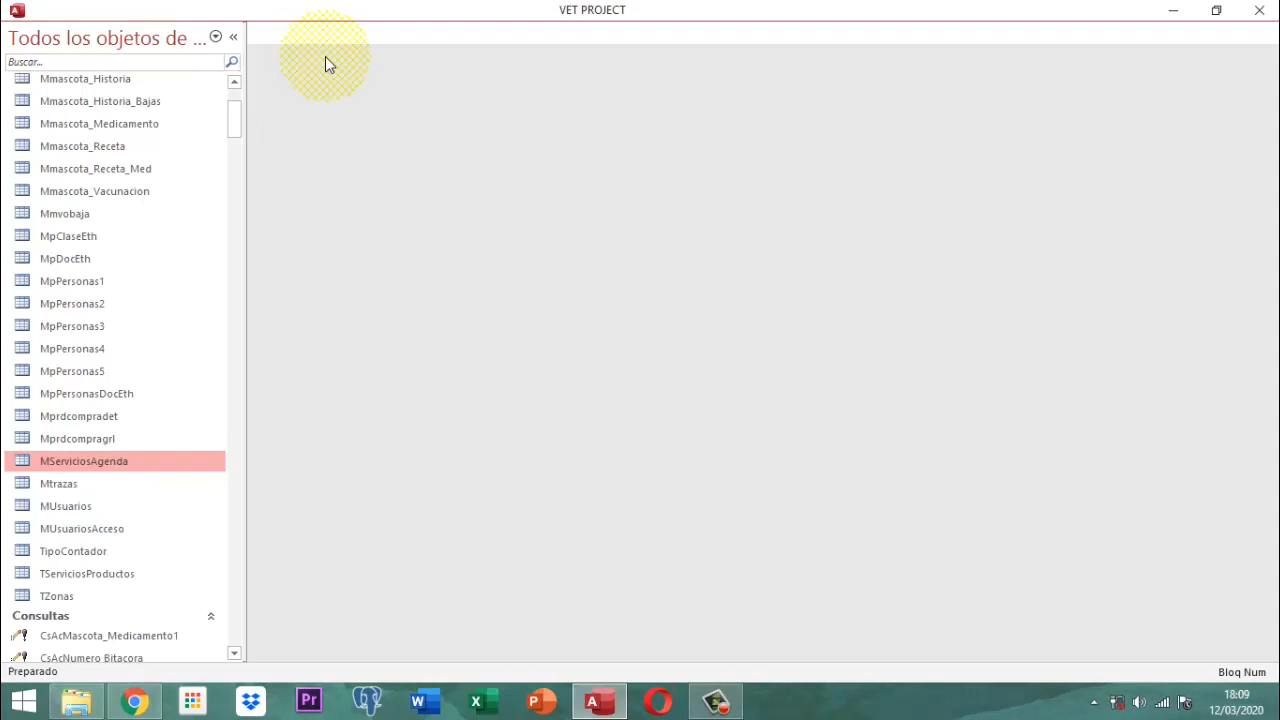 VET PROJECT
Todos los objetos de ...
Buscar...
Mmascota_Historia
Mmascota_Historia_Bajas
Mmascota_Medicamento
Mmascota_Receta
Mmascota_Receta_Med
Mmascota_Vacunacion
Mmvobaja
MpClaseEth
MpDocEth
MpPersonas1
MpPersonas2
MpPersonas3
MpPersonas4
MpPersonas5
MpPersonasDocEth
Mprdcompradet
Mprdcompragrl
MServiciosAgenda
Mtrazas
MUsuarios
MUsuariosAcceso
TipoContador
TServiciosProductos
TZonas
Consultas
CsAcMascota_Medicamento1
CsAcNumero Bitacora
Preparado
Bloq Num
18:09
12/03/2020